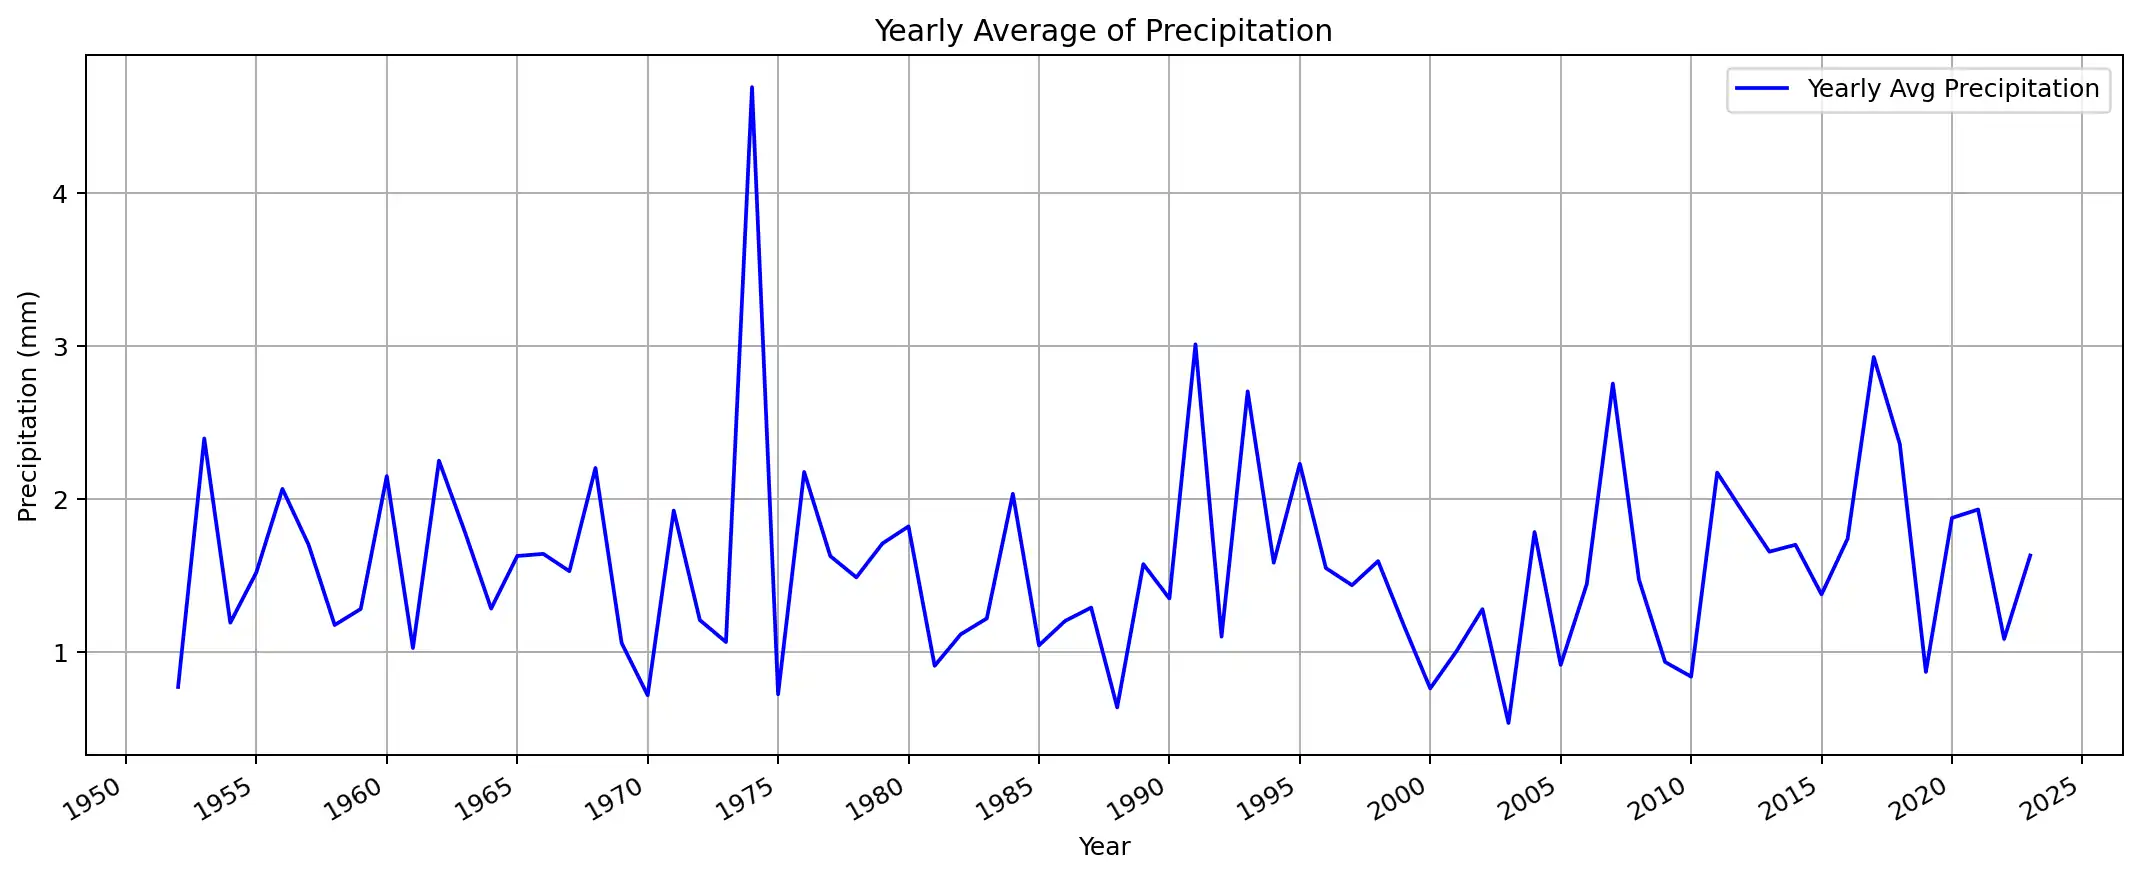 Yearly Average of Precipitation
Yearly Avg Precipitation
Precipitation (mm)
4
3
2
1
1950 1955 1960 1965 1970 1975 1980 1985 1990 1995 2000 2005 2010 2015 2020 2025
Year